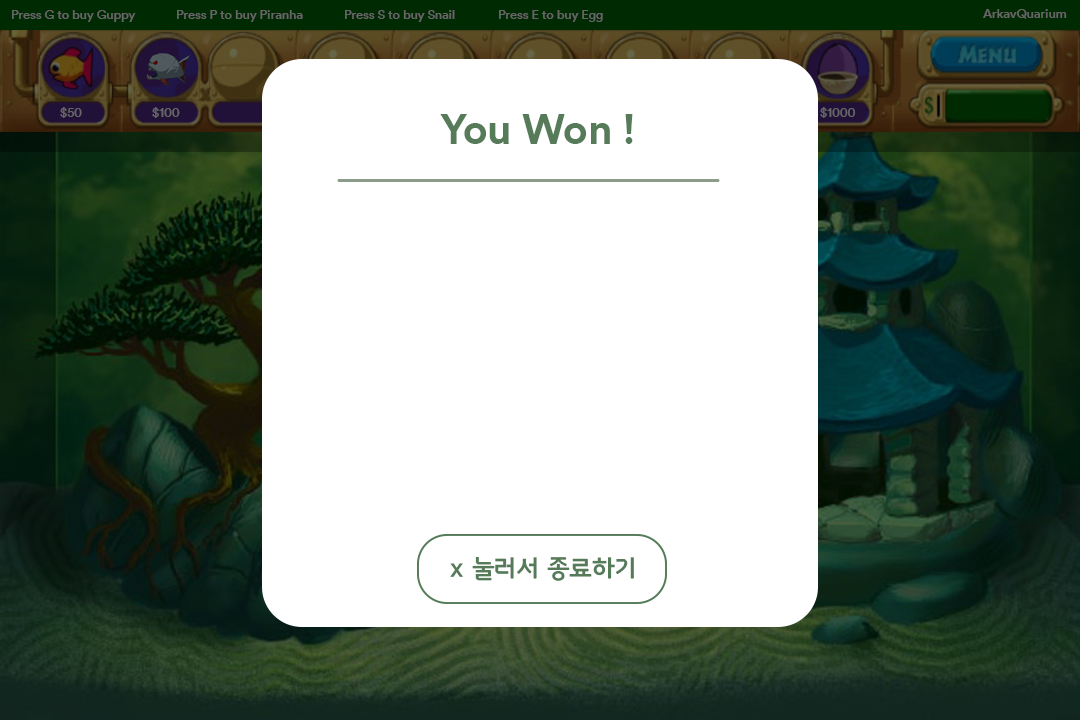 Press G to buy Guppy Press P to buy Piranha Press S to buy Snail Press E to buy Egg ArkavQuarium
MENU
$50 $100 $1000 $
You Won !
x 눌러서 종료하기